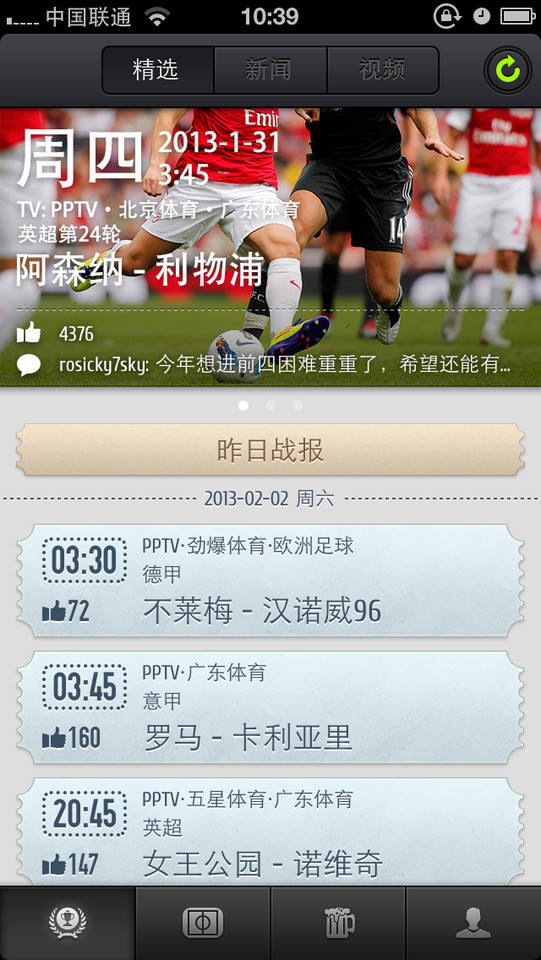 中国联通
10:39
精选
新闻
视频
周四
2013-1-31
3:45
TV: PPTV · 北京体育 · 广东体育
英超第24轮
阿森纳 - 利物浦
4376
rosicky7sky: 今年想进前四困难重重了，希望还能有...
昨日战报
2013-02-02 周六
03:30
PPTV·劲爆体育·欧洲足球
德甲
72
不莱梅 - 汉诺威96
03:45
PPTV·广东体育
意甲
160
罗马 - 卡利亚里
20:45
PPTV·五星体育·广东体育
英超
147
女王公园 - 诺维奇